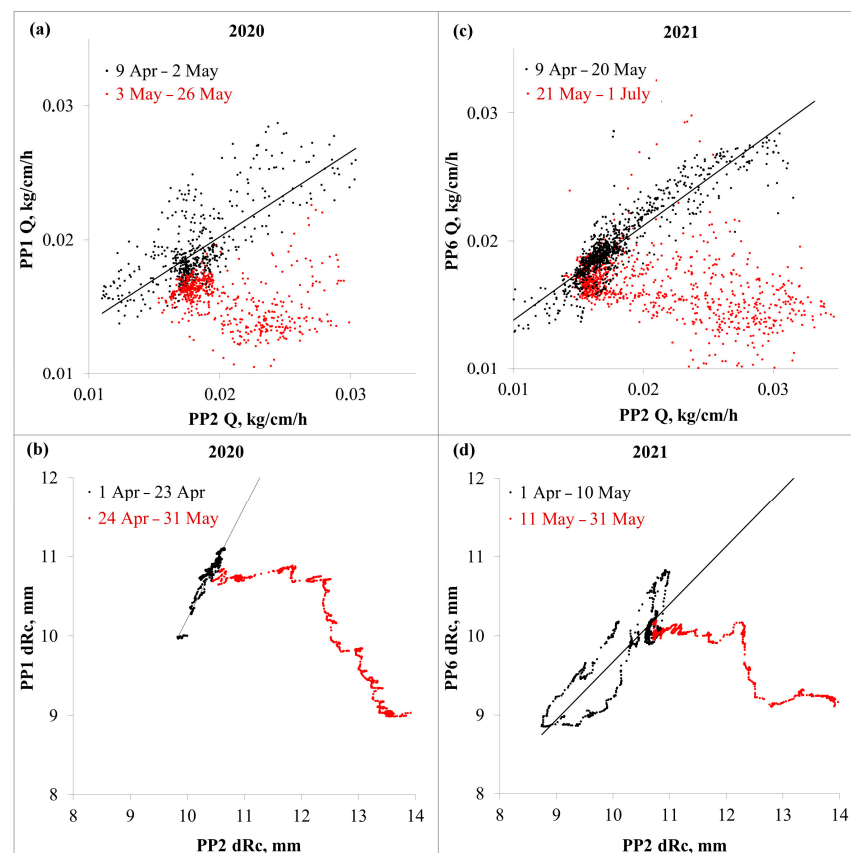 (a) 2020
9 Apr – 2 May
3 May – 26 May
0.03
0.02
0.01
PP1 Q, kg/cm/h
0.01 0.02 0.03
PP2 Q, kg/cm/h
(c) 2021
9 Apr – 20 May
21 May – 1 July
0.03
0.02
0.01
PP6 Q, kg/cm/h
0.01 0.02 0.03
PP2 Q, kg/cm/h
(b) 2020
1 Apr – 23 Apr
24 Apr – 31 May
12
11
10
9
8
PP1 dRc, mm
8 9 10 11 12 13 14
PP2 dRc, mm
(d) 2021
1 Apr – 10 May
11 May – 31 May
12
11
10
9
8
PP6 dRc, mm
8 9 10 11 12 13 14
PP2 dRc, mm